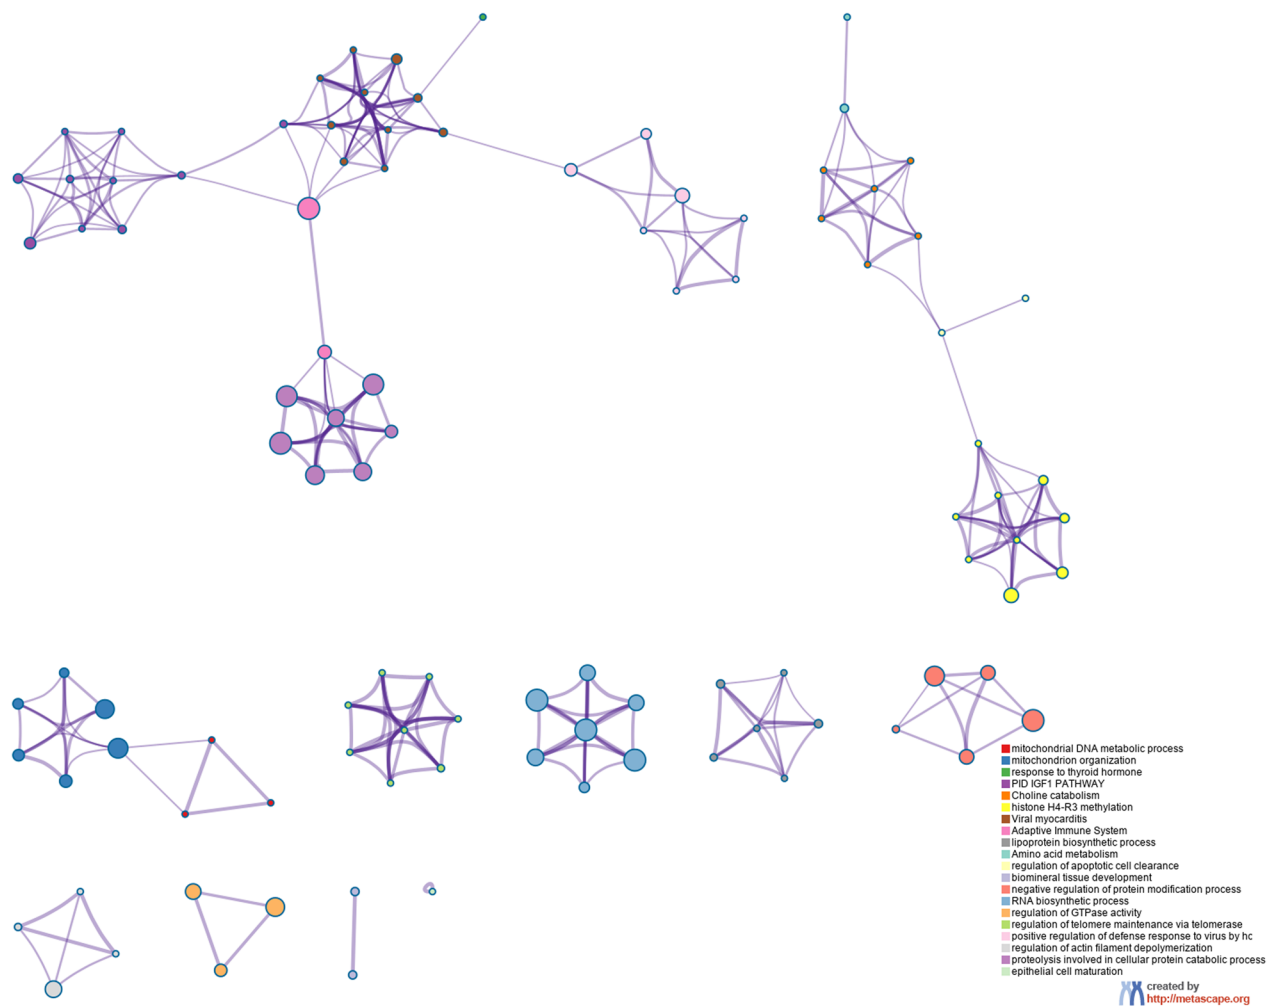 mitochondrial DNA metabolic process
mitochondrion organization
response to thyroid hormone
PID IGF1 PATHWAY
Choline catabolism
histone H4-R3 methylation
Viral myocarditis
Adaptive Immune System
lipoprotein biosynthetic process
Amino acid metabolism
regulation of apoptotic cell clearance
biomineral tissue development
negative regulation of protein modification process
RNA biosynthetic process
regulation of GTPase activity
regulation of telomere maintenance via telomerase
positive regulation of defense response to virus by hc
regulation of actin filament depolymerization
proteolysis involved in cellular protein catabolic process
epithelial cell maturation
created by
http://metascape.org